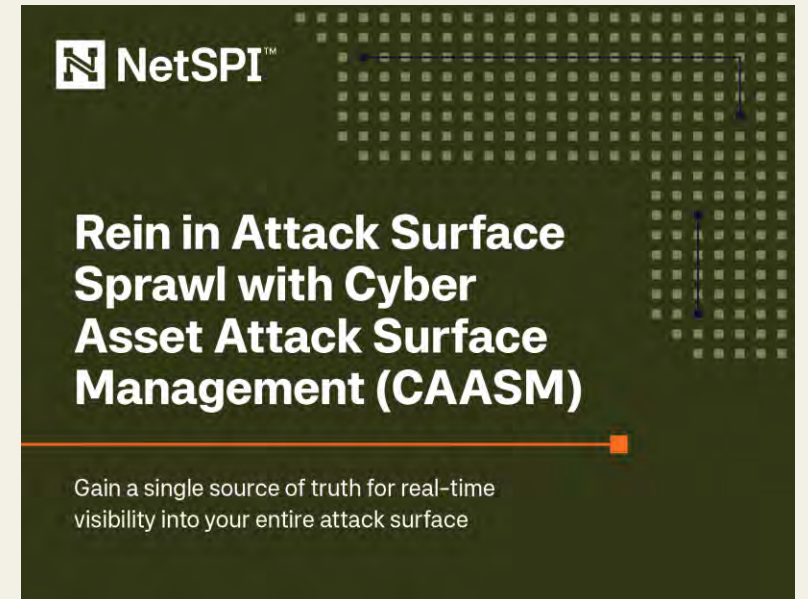 NetSPI™
Rein in Attack Surface
Sprawl with Cyber
Asset Attack Surface
Management (CAASM)
Gain a single source of truth for real-time
visibility into your entire attack surface